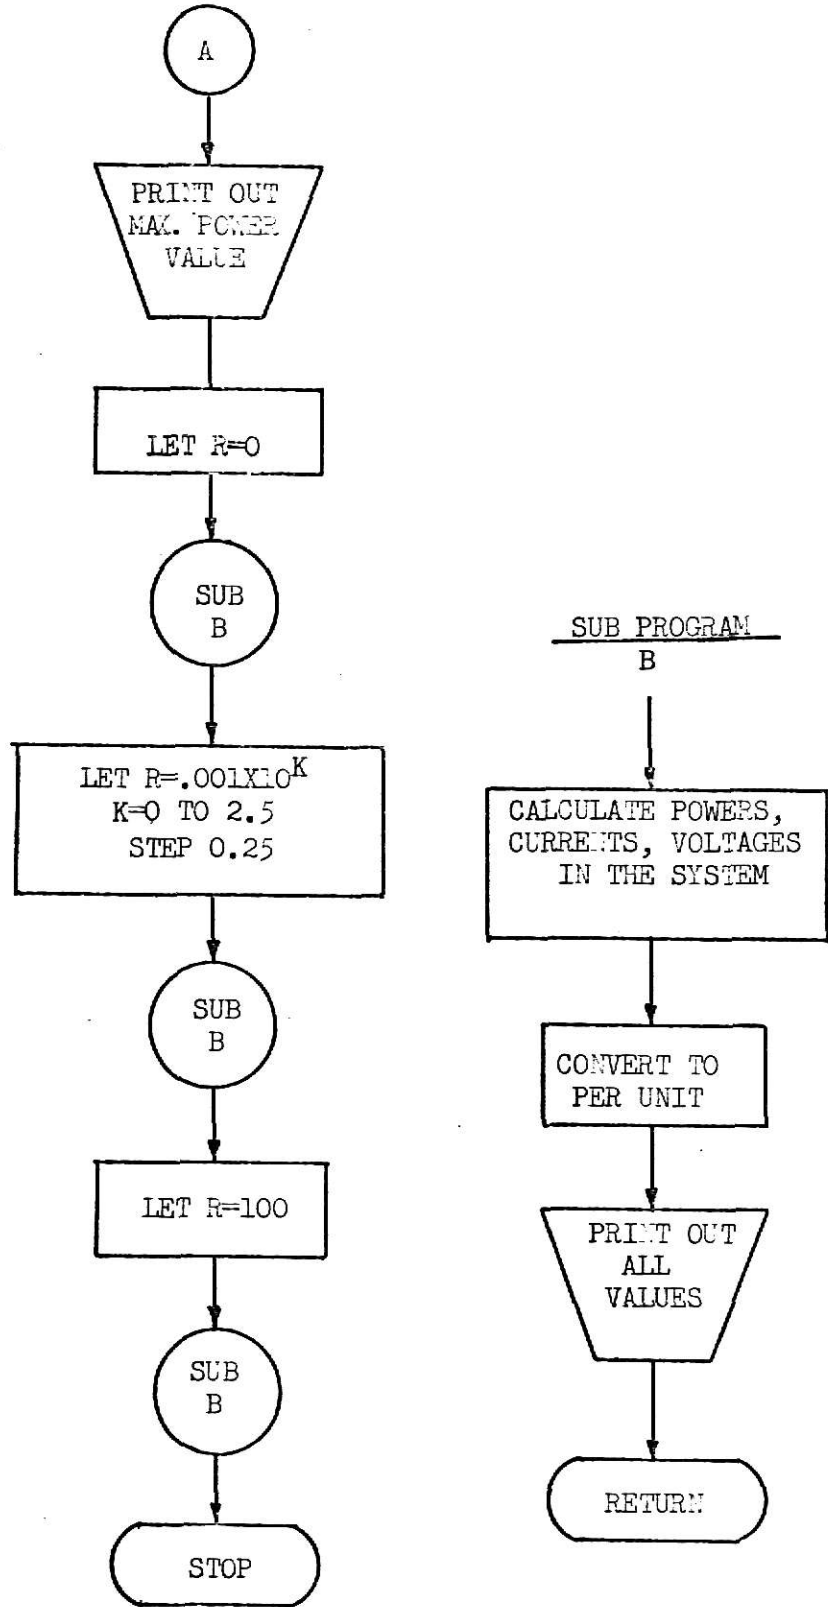 A
PRINT OUT
MAX. POWER
VALUE
LET R=0
SUB
B
LET R=.001X10^K
K=0 TO 2.5
STEP 0.25
SUB
B
LET R=100
SUB
B
STOP
SUB PROGRAM
B
CALCULATE POWERS,
CURRENTS, VOLTAGES
IN THE SYSTEM
CONVERT TO
PER UNIT
PRINT OUT
ALL
VALUES
RETURN